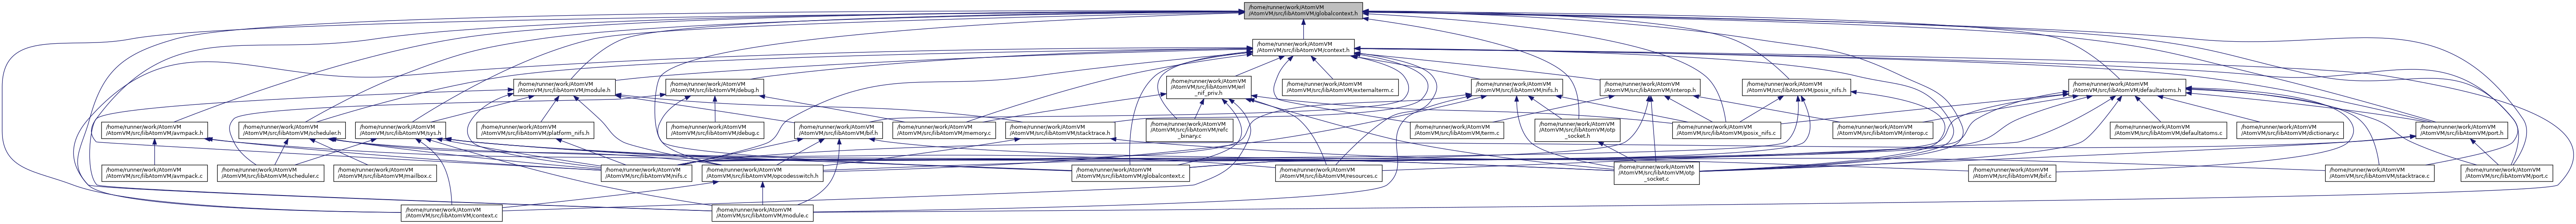 /home/runner/work/AtomVM
/AtomVM/src/libAtomVM/globalcontext.h
/home/runner/work/AtomVM
/AtomVM/src/libAtomVM/context.h
/home/runner/work/AtomVM
/AtomVM/src/libAtomVM/module.h
/home/runner/work/AtomVM
/AtomVM/src/libAtomVM/debug.h
/home/runner/work/AtomVM
/AtomVM/src/libAtomVM/erl
_nif_priv.h
/home/runner/work/AtomVM
/AtomVM/src/libAtomVM/externalterm.c
/home/runner/work/AtomVM
/AtomVM/src/libAtomVM/nifs.h
/home/runner/work/AtomVM
/AtomVM/src/libAtomVM/interop.h
/home/runner/work/AtomVM
/AtomVM/src/libAtomVM/posix_nifs.h
/home/runner/work/AtomVM
/AtomVM/src/libAtomVM/defaultatoms.h
/home/runner/work/AtomVM
/AtomVM/src/libAtomVM/avmpack.h
/home/runner/work/AtomVM
/AtomVM/src/libAtomVM/scheduler.h
/home/runner/work/AtomVM
/AtomVM/src/libAtomVM/sys.h
/home/runner/work/AtomVM
/AtomVM/src/libAtomVM/platform_nifs.h
/home/runner/work/AtomVM
/AtomVM/src/libAtomVM/debug.c
/home/runner/work/AtomVM
/AtomVM/src/libAtomVM/bif.h
/home/runner/work/AtomVM
/AtomVM/src/libAtomVM/memory.c
/home/runner/work/AtomVM
/AtomVM/src/libAtomVM/stacktrace.h
/home/runner/work/AtomVM
/AtomVM/src/libAtomVM/refc
_binary.c
/home/runner/work/AtomVM
/AtomVM/src/libAtomVM/term.c
/home/runner/work/AtomVM
/AtomVM/src/libAtomVM/otp
_socket.h
/home/runner/work/AtomVM
/AtomVM/src/libAtomVM/posix_nifs.c
/home/runner/work/AtomVM
/AtomVM/src/libAtomVM/interop.c
/home/runner/work/AtomVM
/AtomVM/src/libAtomVM/defaultatoms.c
/home/runner/work/AtomVM
/AtomVM/src/libAtomVM/dictionary.c
/home/runner/work/AtomVM
/AtomVM/src/libAtomVM/port.h
/home/runner/work/AtomVM
/AtomVM/src/libAtomVM/avmpack.c
/home/runner/work/AtomVM
/AtomVM/src/libAtomVM/scheduler.c
/home/runner/work/AtomVM
/AtomVM/src/libAtomVM/mailbox.c
/home/runner/work/AtomVM
/AtomVM/src/libAtomVM/nifs.c
/home/runner/work/AtomVM
/AtomVM/src/libAtomVM/opcodesswitch.h
/home/runner/work/AtomVM
/AtomVM/src/libAtomVM/globalcontext.c
/home/runner/work/AtomVM
/AtomVM/src/libAtomVM/resources.c
/home/runner/work/AtomVM
/AtomVM/src/libAtomVM/otp
_socket.c
/home/runner/work/AtomVM
/AtomVM/src/libAtomVM/bif.c
/home/runner/work/AtomVM
/AtomVM/src/libAtomVM/stacktrace.c
/home/runner/work/AtomVM
/AtomVM/src/libAtomVM/port.c
/home/runner/work/AtomVM
/AtomVM/src/libAtomVM/context.c
/home/runner/work/AtomVM
/AtomVM/src/libAtomVM/module.c